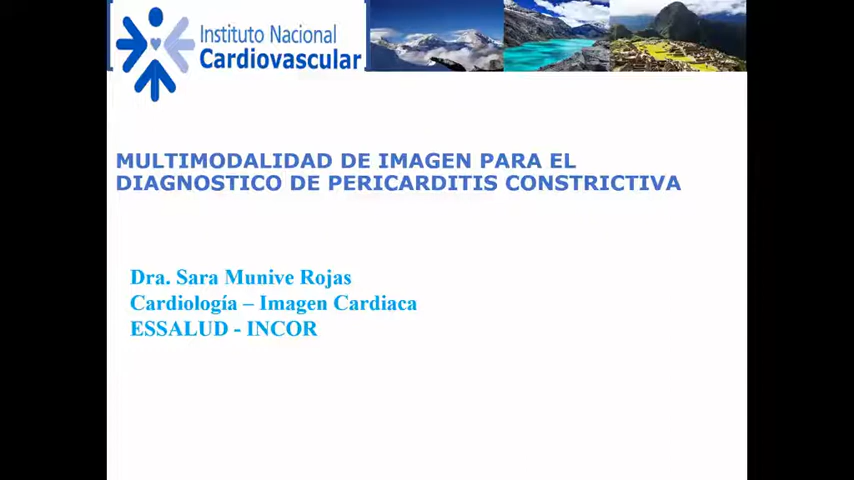 Instituto Nacional
Cardiovascular
MULTIMODALIDAD DE IMAGEN PARA EL
DIAGNOSTICO DE PERICARDITIS CONSTRICTIVA
Dra. Sara Munive Rojas
Cardiología – Imagen Cardiaca
ESSALUD - INCOR